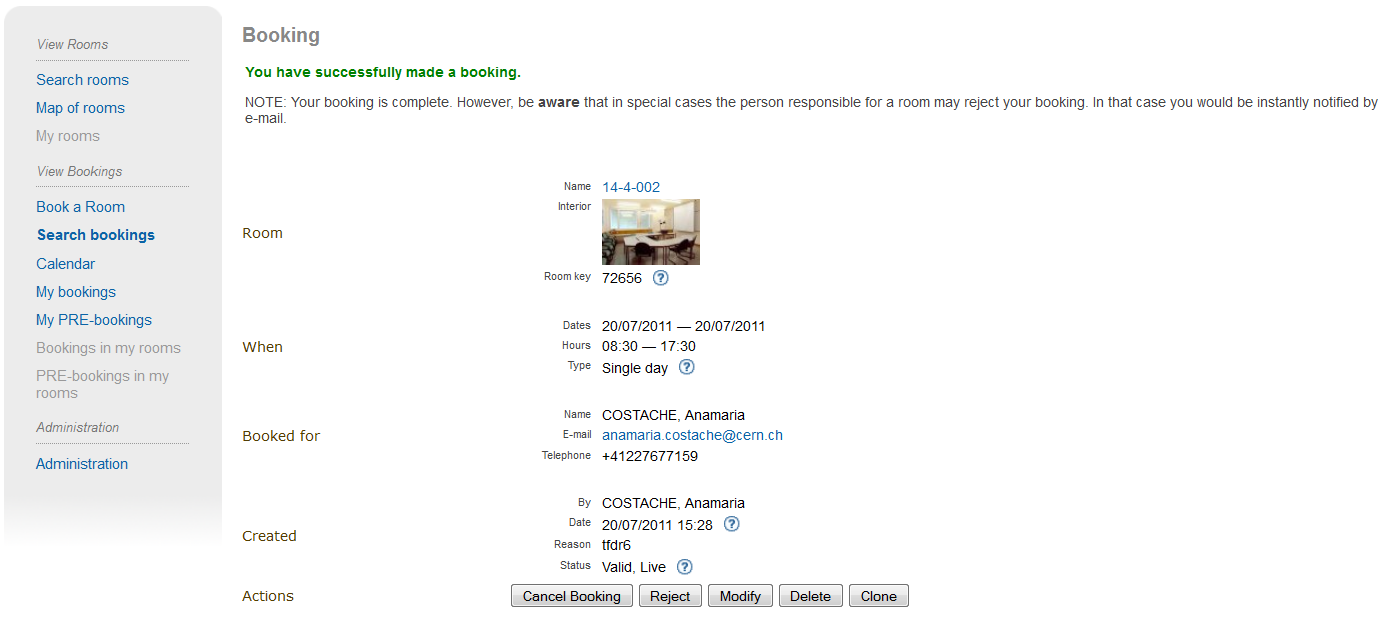 View Rooms
Search rooms
Map of rooms
My rooms
View Bookings
Book a Room
Search bookings
Calendar
My bookings
My PRE-bookings
Bookings in my rooms
PRE-bookings in my
rooms
Administration
Administration
Booking
You have successfully made a booking.
NOTE: Your booking is complete. However, be aware that in special cases the person responsible for a room may reject your booking. In that case you would be instantly notified by
e-mail.
Room
Name 14-4-002
Interior
Room key 72656 ?
When
Dates 20/07/2011 — 20/07/2011
Hours 08:30 — 17:30
Type Single day ?
Booked for
Name COSTACHE, Anamaria
E-mail anamaria.costache@cern.ch
Telephone +41227677159
Created
By COSTACHE, Anamaria
Date 20/07/2011 15:28 ?
Reason tfdr6
Status Valid, Live ?
Actions Cancel Booking Reject Modify Delete Clone